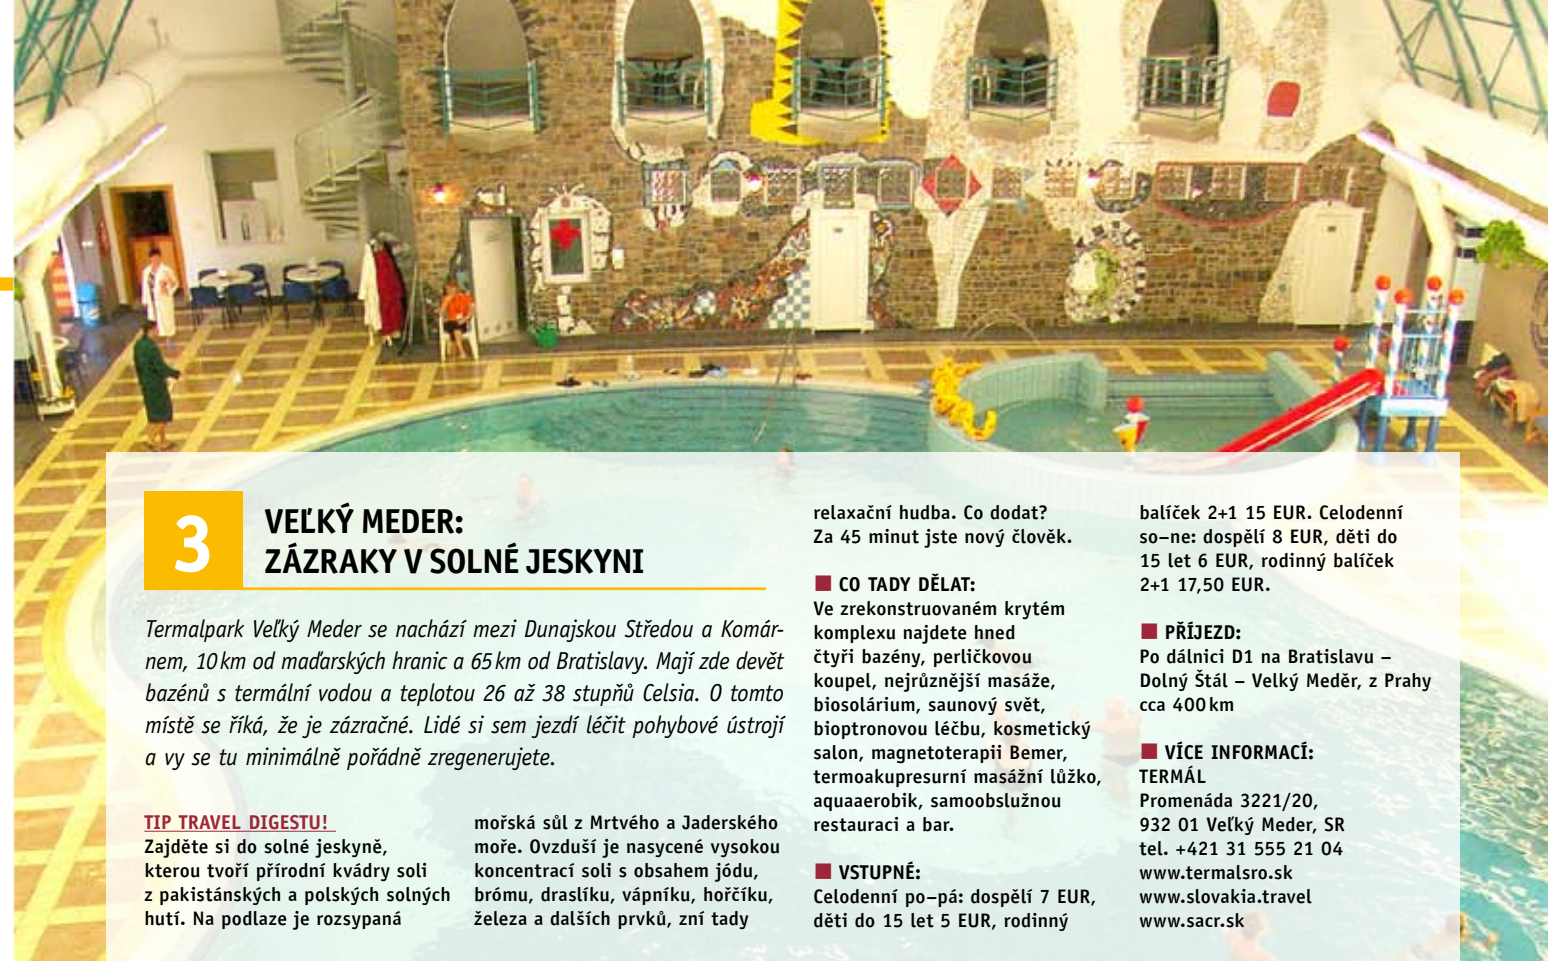 3
VEĽKÝ MEDER:
ZÁZRAKY V SOLNÉ JESKYNI
Termalpark Veľký Meder se nachází mezi Dunajskou Středou a Komár-
nem, 10 km od maďarských hranic a 65 km od Bratislavy. Mají zde devět
bazénů s termální vodou a teplotou 26 až 38 stupňů Celsia. O tomto
místě se říká, že je zázračné. Lidé si sem jezdí léčit pohybové ústrojí
a vy se tu minimálně pořádně zregenerujete.
TIP TRAVEL DIGESTU!
Zajděte si do solné jeskyně,
kterou tvoří přírodní kvádry soli
z pakistánských a polských solných
hutí. Na podlaze je rozsypaná
mořská sůl z Mrtvého a Jaderského
moře. Ovzduší je nasycené vysokou
koncentrací soli s obsahem jódu,
brómu, draslíku, vápníku, hořčíku,
železa a dalších prvků, zní tady
relaxační hudba. Co dodat?
Za 45 minut jste nový člověk.
■ CO TADY DĚLAT:
Ve zrekonstruovaném krytém
komplexu najdete hned
čtyři bazény, perličkovou
koupel, nejrůznější masáže,
biosolárium, saunový svět,
bioptronovou léčbu, kosmetický
salon, magnetoterapii Bemer,
termoakupresurní masážní lůžko,
aquaaerobik, samoobslužnou
restauraci a bar.
■ VSTUPNÉ:
Celodenní po–pá: dospělí 7 EUR,
děti do 15 let 5 EUR, rodinný
balíček 2+1 15 EUR. Celodenní
so–ne: dospělí 8 EUR, děti do
15 let 6 EUR, rodinný balíček
2+1 17,50 EUR.
■ PŘÍJEZD:
Po dálnici D1 na Bratislavu –
Dolný Štál – Velký Meděr, z Prahy
cca 400 km
■ VÍCE INFORMACÍ:
TERMÁL
Promenáda 3221/20,
932 01 Veľký Meder, SR
tel. +421 31 555 21 04
www.termalsro.sk
www.slovakia.travel
www.sacr.sk